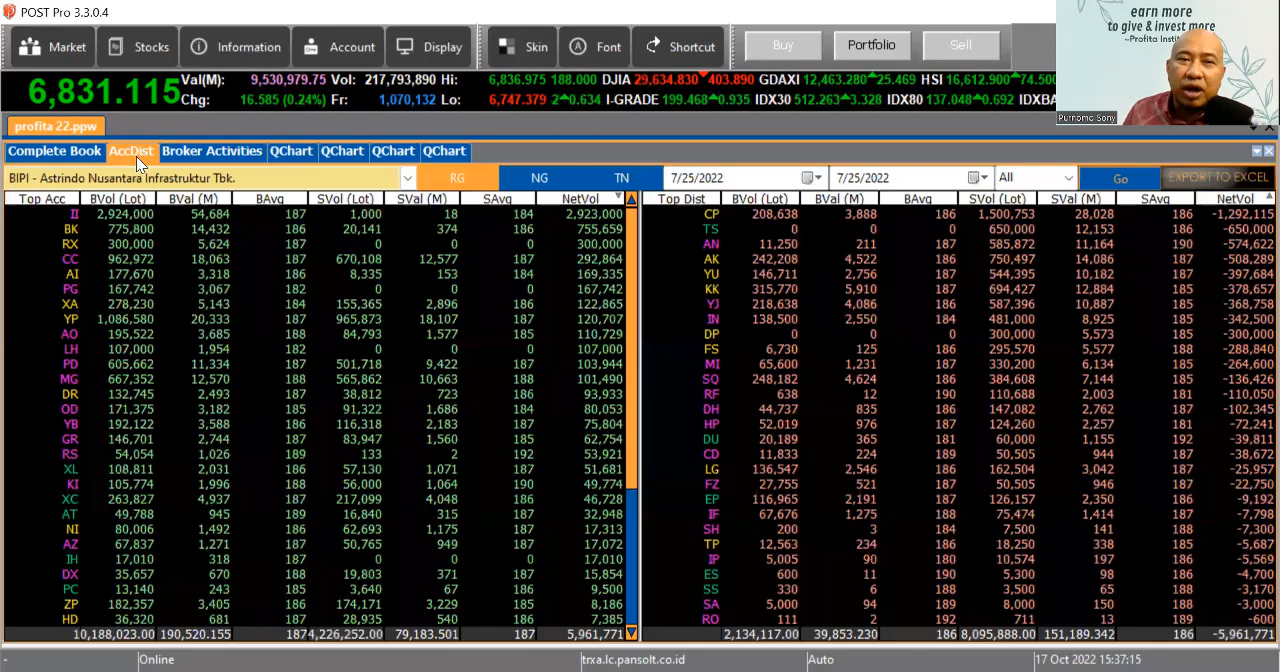 POST Pro 3.3.0.4
Market Stocks Information Account Display Skin Font Shortcut Buy Portfolio Sell
earn more
to give & invest more
~Profita Insti
Purnomo Sony
6,831.115 Val(M): 9,530,979.75 Vol: 217,793,890 Hi: 6,836.975 188.000 DJIA 29,634.830 403.890 GDAXI 12,463.280 25.469 HSI 16,612.900 74.500
Chg: 16.585 (0.24%) Fr: 1,070,132 Lo: 6,747.379 2 0.634 I-GRADE 199.468 0.935 IDX30 512.263 3.328 IDX80 137.048 0.692 IDXBA
profita 22.ppw
Complete Book AccDist Broker Activities QChart QChart QChart QChart
BIPI - Astrindo Nusantara Infrastruktur Tbk. RG NG TN 7/25/2022 7/25/2022 All Go EXPORT TO EXCEL
Top Acc BVol (Lot) BVal (M) BAvg SVol (Lot) SVal (M) SAvg NetVol Top Dist BVol (Lot) BVal (M) BAvg SVol (Lot) SVal (M) SAvg NetVol
II 2,924,000 54,684 187 1,000 18 184 2,923,000 CP 208,638 3,888 186 1,500,753 28,028 186 -1,292,115
BK 775,800 14,432 186 20,141 374 186 755,659 TS 0 0 0 650,000 12,153 186 -650,000
RX 300,000 5,624 187 0 0 0 300,000 AN 11,250 211 187 585,872 11,164 190 -574,622
CC 962,972 18,063 187 670,108 12,577 187 292,864 AK 242,208 4,522 186 750,497 14,086 187 -508,289
AI 177,670 3,318 186 8,335 153 184 169,335 YU 146,711 2,756 187 544,395 10,182 187 -397,684
PG 167,742 3,067 182 0 0 0 167,742 KK 315,770 5,910 187 694,427 12,884 185 -378,657
XA 278,230 5,143 184 155,365 2,896 186 122,865 YJ 218,638 4,086 186 587,396 10,887 185 -368,758
YP 1,086,580 20,333 187 965,873 18,107 187 120,707 IN 138,500 2,550 184 481,000 8,925 185 -342,500
AO 195,522 3,685 188 84,793 1,577 185 110,729 DP 0 0 0 300,000 5,573 185 -300,000
LH 107,000 1,954 182 0 0 0 107,000 FS 6,730 125 186 295,570 5,577 188 -288,840
PD 605,662 11,334 187 501,718 9,422 187 103,944 MI 65,600 1,231 187 330,200 6,134 185 -264,600
MG 667,352 12,570 188 565,862 10,663 188 101,490 SQ 248,182 4,624 186 384,608 7,144 185 -136,426
DR 132,745 2,493 187 38,812 723 186 93,933 RF 638 12 190 110,688 2,003 181 -110,050
OD 171,375 3,182 185 91,322 1,686 184 80,053 DH 44,737 835 186 147,082 2,762 187 -102,345
YB 192,122 3,588 186 116,318 2,183 187 75,804 HP 52,019 976 187 124,260 2,257 181 -72,241
GR 146,701 2,744 187 83,947 1,560 185 62,754 DU 20,189 365 181 60,000 1,155 192 -39,811
RS 54,054 1,026 189 133 2 192 53,921 CD 11,833 224 189 50,505 944 186 -38,672
XL 108,811 2,031 186 57,130 1,071 187 51,681 LG 136,547 2,546 186 162,504 3,042 187 -25,957
KI 105,774 1,996 188 56,000 1,064 190 49,774 FZ 27,755 521 187 50,505 946 187 -22,750
XC 263,827 4,937 187 217,099 4,048 186 46,728 EP 116,965 2,191 187 126,157 2,350 186 -9,192
AT 49,788 945 189 16,840 315 187 32,948 IF 67,676 1,275 188 75,474 1,414 187 -7,798
NI 80,006 1,492 186 62,693 1,175 187 17,313 SH 200 3 184 7,500 141 188 -7,300
AZ 67,837 1,271 187 50,765 949 187 17,072 TP 12,563 234 186 18,250 338 185 -5,687
IH 17,010 318 187 0 0 0 17,010 IP 5,005 90 180 10,574 197 186 -5,569
DX 35,657 670 188 19,803 371 187 15,854 ES 600 11 190 5,300 98 185 -4,700
PC 13,140 243 185 3,640 67 186 9,500 SS 330 6 188 3,500 65 188 -3,170
ZP 182,357 3,405 186 174,171 3,229 185 8,186 SA 5,000 94 189 8,000 150 188 -3,000
HD 36,320 681 187 28,935 540 186 7,385 RO 111 2 192 711 13 189 -600
10,188,023.00 190,520.155 187 4,226,252.00 79,183.501 187 5,961,771 2,134,117.00 39,853.230 186 8,095,888.00 151,189.342 186 -5,961,771
- Online trxa.lc.pansolt.co.id Auto 17 Oct 2022 15:37:15